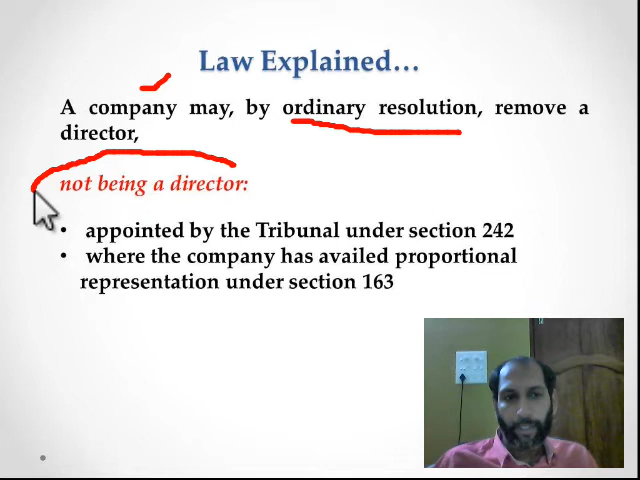 Law Explained…
A company may, by ordinary resolution, remove a
director,
not being a director:
• appointed by the Tribunal under section 242
• where the company has availed proportional
representation under section 163